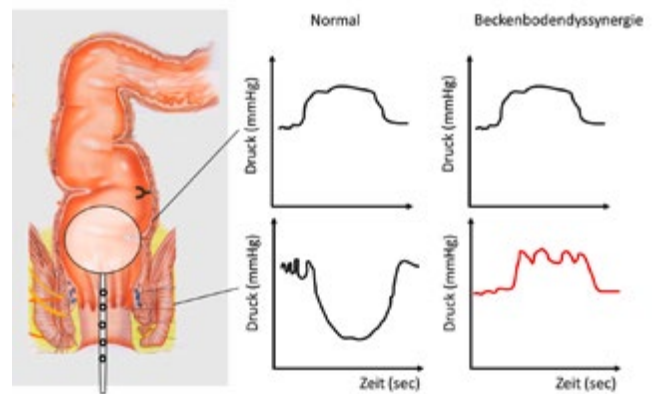 Normal
Beckenbodendyssynergie
Druck (mmHg)
Druck (mmHg)
Druck (mmHg)
Druck (mmHg)
Zeit (sec)
Zeit (sec)